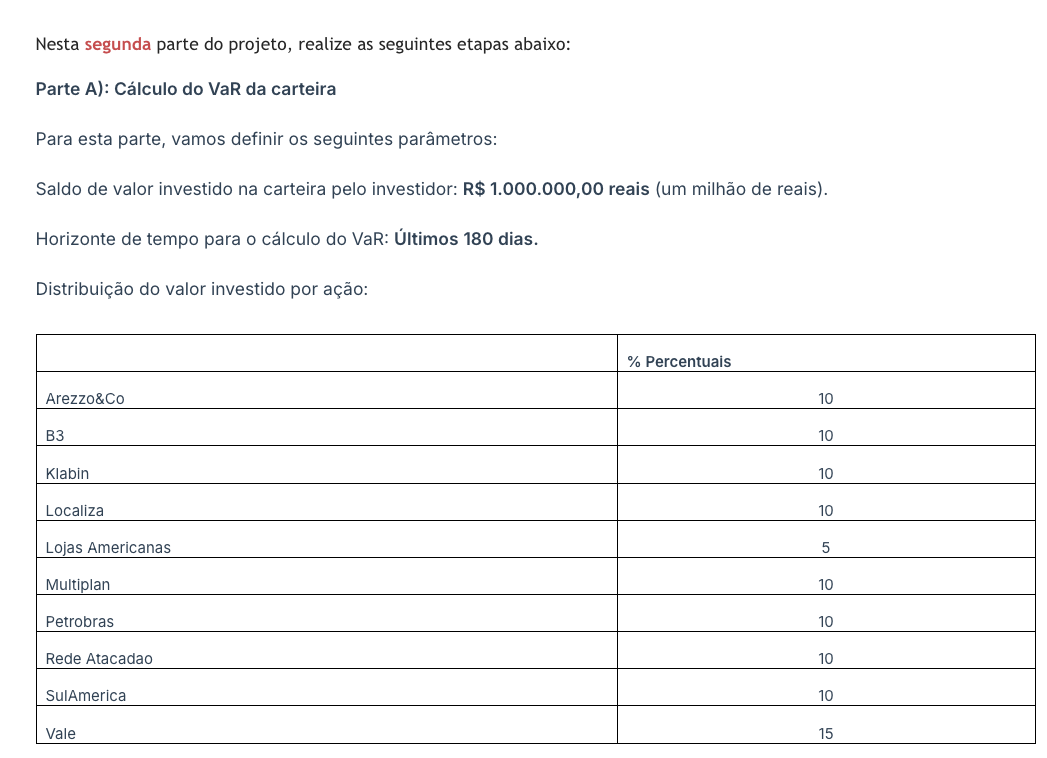 Nesta segunda parte do projeto, realize as seguintes etapas abaixo:
Parte A): Cálculo do VaR da carteira
Para esta parte, vamos definir os seguintes parâmetros:
Saldo de valor investido na carteira pelo investidor: R$ 1.000.000,00 reais (um milhão de reais).
Horizonte de tempo para o cálculo do VaR: Últimos 180 dias.
Distribuição do valor investido por ação:
% Percentuais
Arezzo&Co 10
B3 10
Klabin 10
Localiza 10
Lojas Americanas 5
Multiplan 10
Petrobras 10
Rede Atacadao 10
SulAmerica 10
Vale 15